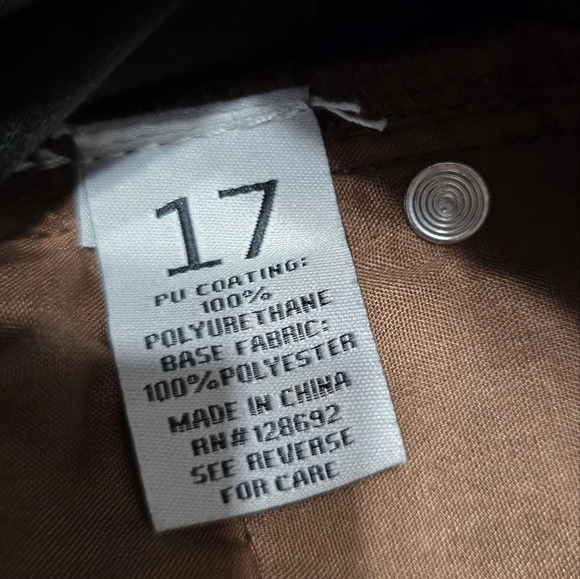 17
PU COATING:
100%
POLYURETHANE
BASE FABRIC:
100%POLYESTER
MADE IN CHINA
RN#128692
SEE REVERSE
FOR CARE